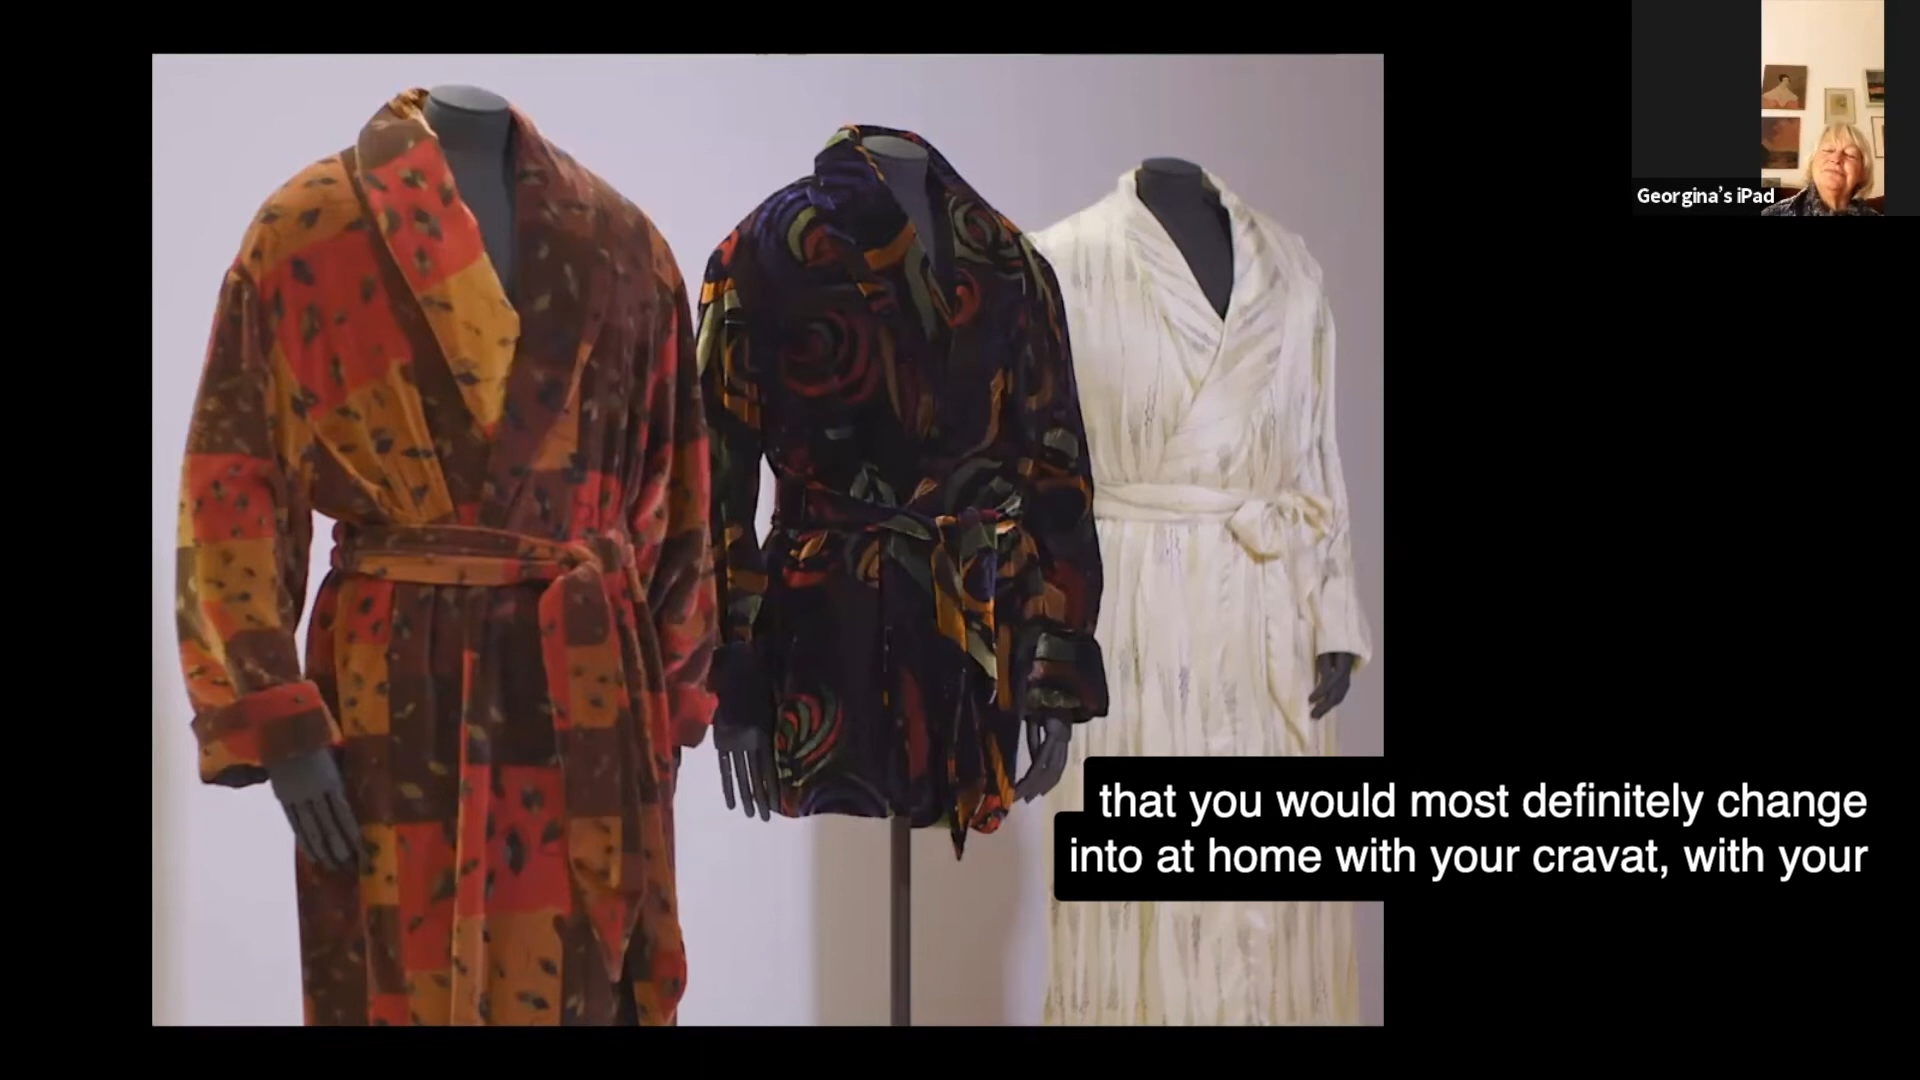 Georgina's iPad
that you would most definitely change
into at home with your cravat, with your